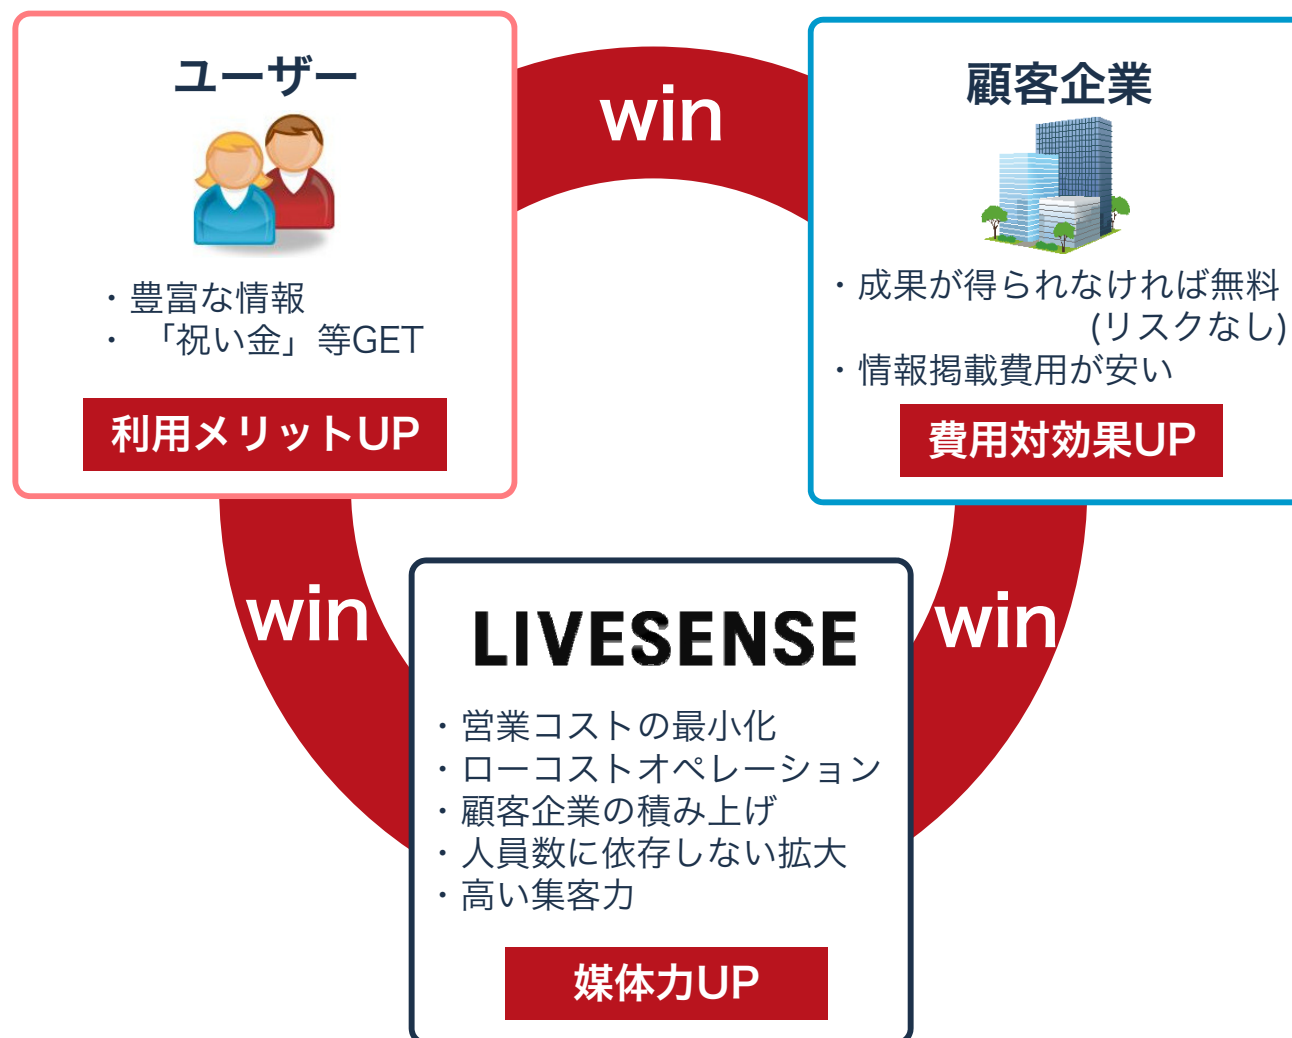 ユーザー
・豊富な情報
・「祝い金」等GET
利用メリットUP
win
顧客企業
・成果が得られなければ無料
(リスクなし)
・情報掲載費用が安い
費用対効果UP
win
win
LIVESENSE
・営業コストの最小化
・ローコストオペレーション
・顧客企業の積み上げ
・人員数に依存しない拡大
・高い集客力
媒体力UP